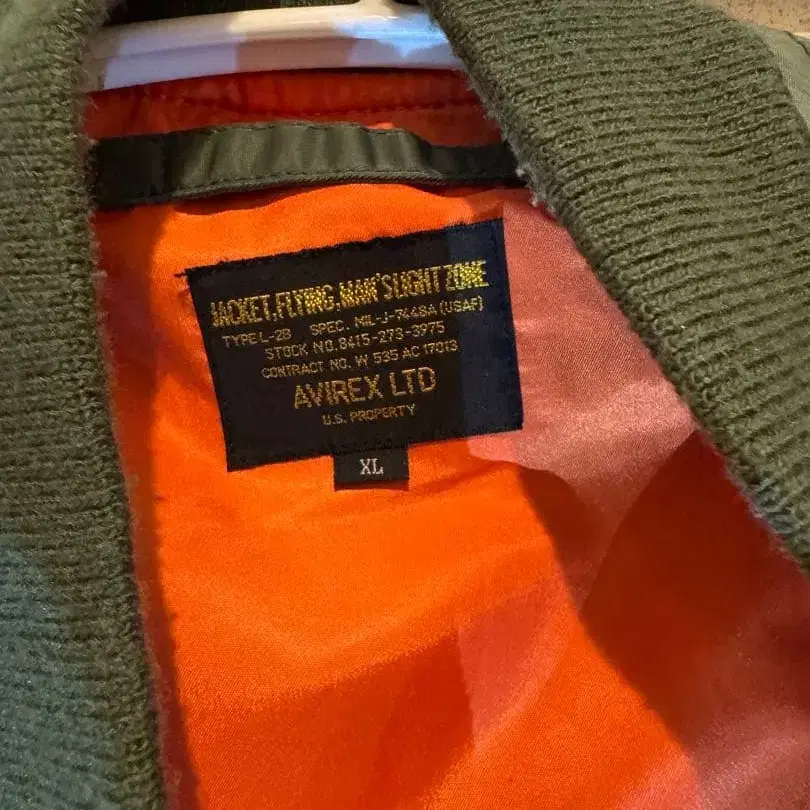 JACKET,FLYING,MAN'S LIGHT ZONE
TYPE L-2B SPEC. MIL-J-7448A (USAF)
STOCK NO. 8415-273-3975
CONTRACT NO. W 535 AC 17013
AVIREX LTD
U.S. PROPERTY
XL